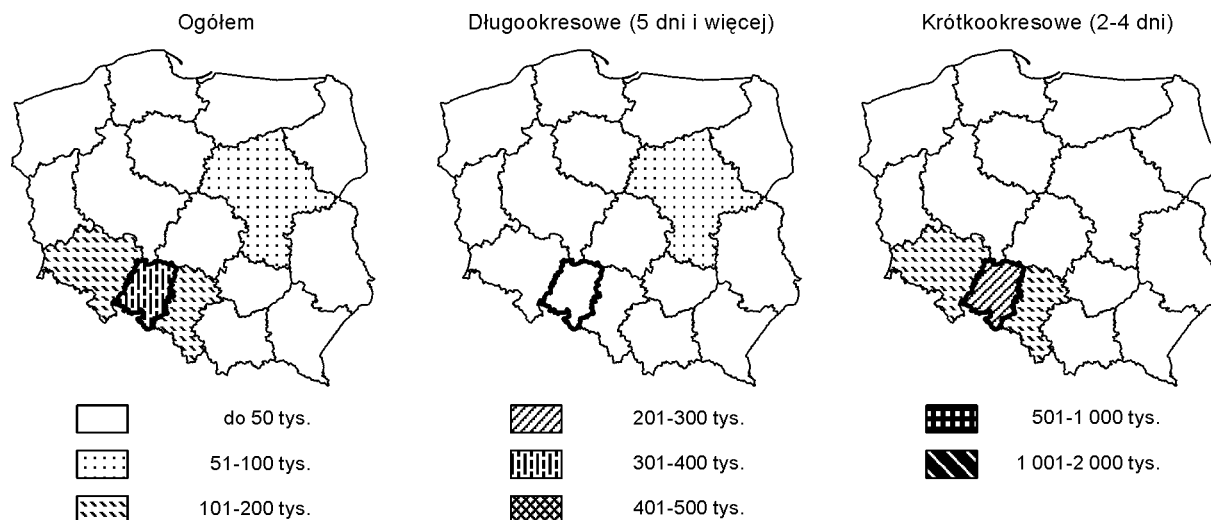 Ogółem
Długookresowe (5 dni i więcej)
Krótkookresowe (2-4 dni)
do 50 tys.
201-300 tys.
501-1 000 tys.
51-100 tys.
301-400 tys.
1 001-2 000 tys.
101-200 tys.
401-500 tys.